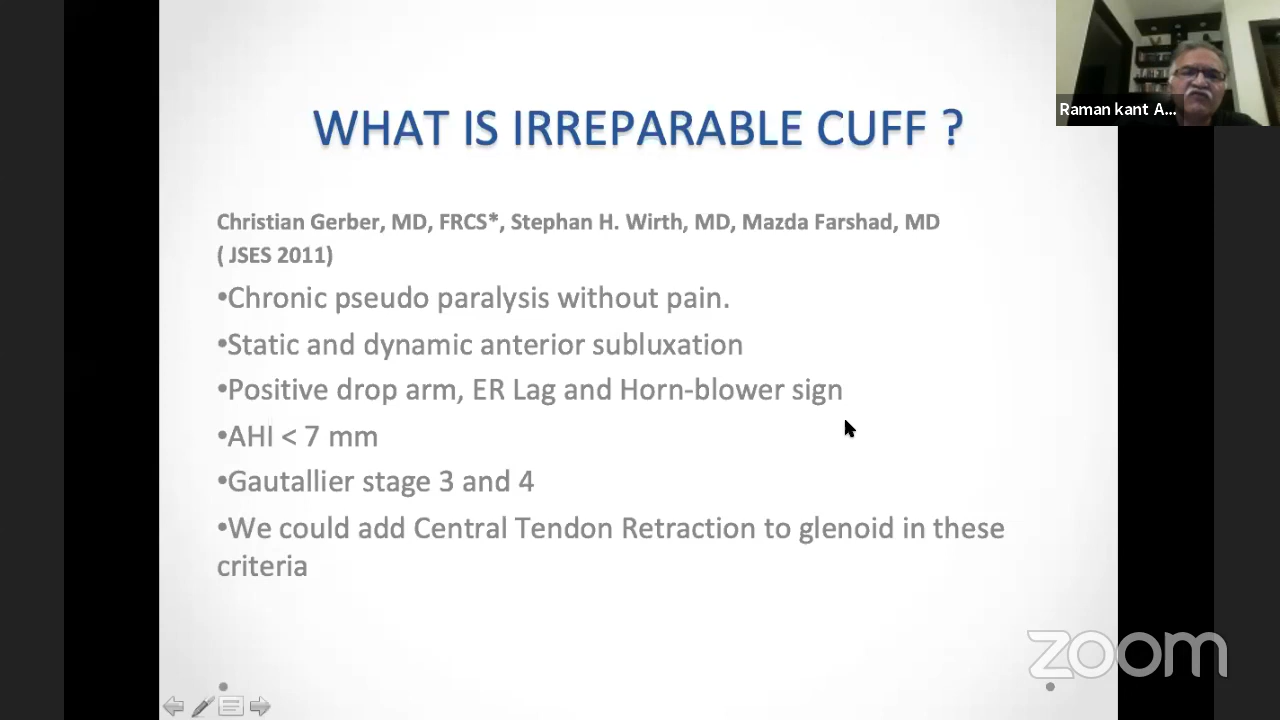 Raman kant A...
WHAT IS IRREPARABLE CUFF ?
Christian Gerber, MD, FRCS*, Stephan H. Wirth, MD, Mazda Farshad, MD
( JSES 2011)
•Chronic pseudo paralysis without pain.
•Static and dynamic anterior subluxation
•Positive drop arm, ER Lag and Horn-blower sign
•AHI < 7 mm
•Gautallier stage 3 and 4
•We could add Central Tendon Retraction to glenoid in these
criteria
zoom